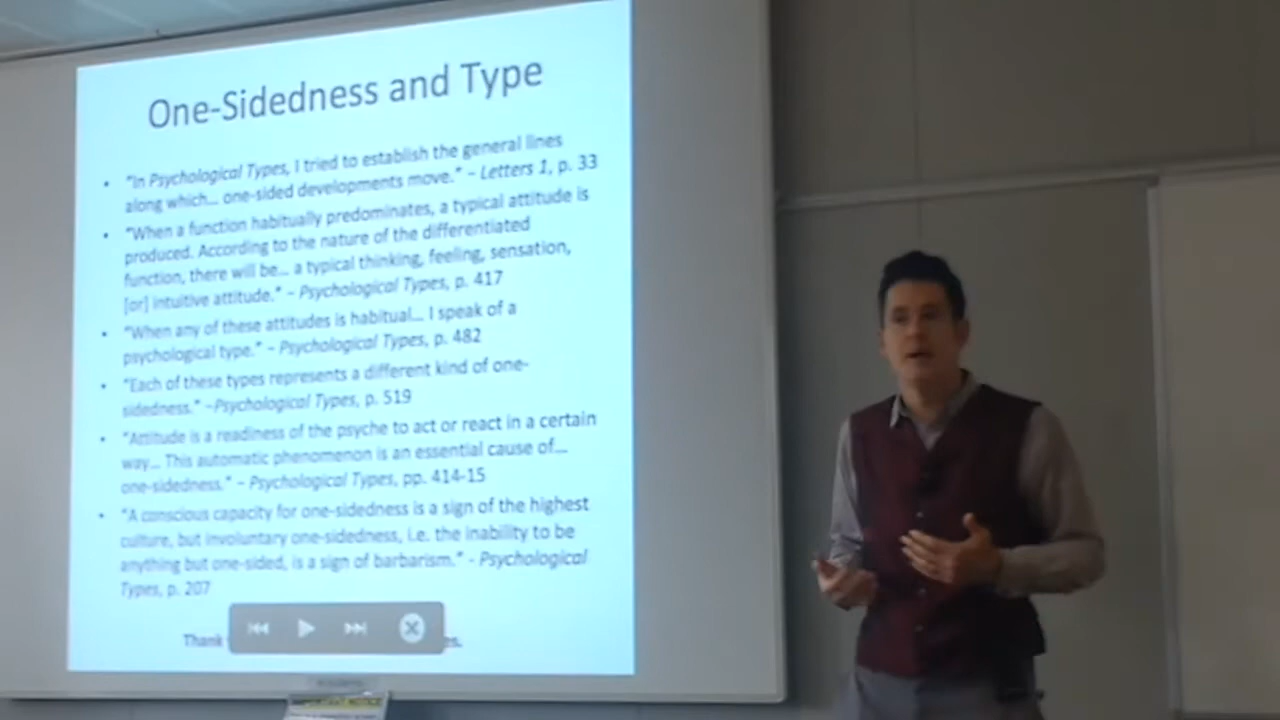 One-Sidedness and Type
• "In Psychological Types, I tried to establish the general lines
along which... one-sided developments move." – Letters 1, p. 33
• "When a function habitually predominates, a typical attitude is
produced. According to the nature of the differentiated
function, there will be... a typical thinking, feeling, sensation,
[or] intuitive attitude." – Psychological Types, p. 417
• "When any of these attitudes is habitual... I speak of a
psychological type." – Psychological Types, p. 482
• "Each of these types represents a different kind of one-
sidedness." –Psychological Types, p. 519
• "Attitude is a readiness of the psyche to act or react in a certain
way... This automatic phenomenon is an essential cause of...
one-sidedness." – Psychological Types, pp. 414-15
• "A conscious capacity for one-sidedness is a sign of the highest
culture, but involuntary one-sidedness, i.e. the inability to be
anything but one-sided, is a sign of barbarism." - Psychological
Types, p. 207
Thank